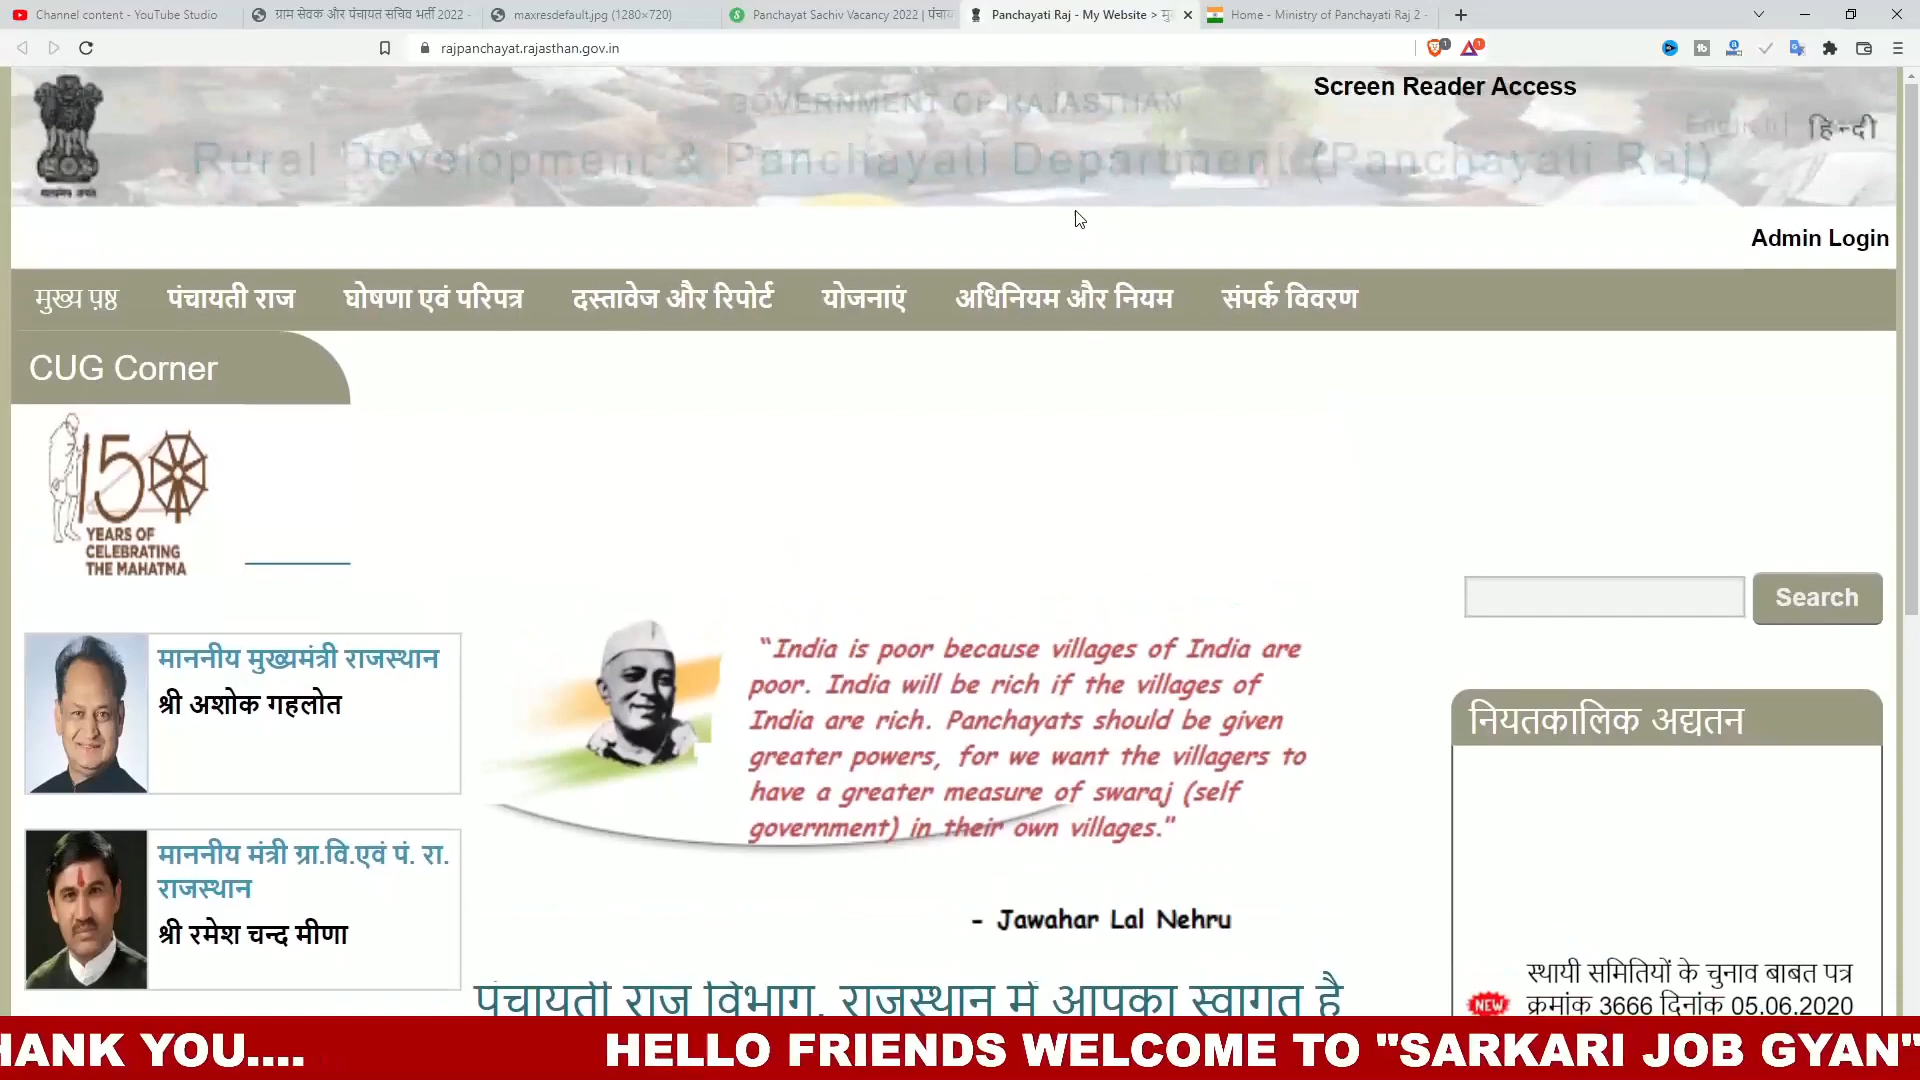 Channel content - YouTube Studio
ग्राम सेवक और पंचायत सचिव भर्ती 2022 -
maxresdefault.jpg (1280×720)
Panchayat Sachiv Vacancy 2022 | पंचाय
Panchayati Raj - My Website > मु
Home - Ministry of Panchayati Raj 2 -
rajpanchayat.rajasthan.gov.in
Screen Reader Access
GOVERNMENT OF RAJASTHAN
English | हिन्दी
Rural Development & Panchayati Department (Panchayati Raj)
सत्यमेव जयते
Admin Login
मुख्य पृष्ठ
पंचायती राज
घोषणा एवं परिपत्र
दस्तावेज और रिपोर्ट
योजनाएं
अधिनियम और नियम
संपर्क विवरण
CUG Corner
150
YEARS OF
CELEBRATING
THE MAHATMA
Search
माननीय मुख्यमंत्री राजस्थान
श्री अशोक गहलोत
माननीय मंत्री ग्रा.वि.एवं पं. रा.
राजस्थान
श्री रमेश चन्द मीणा
"India is poor because villages of India are
poor. India will be rich if the villages of
India are rich. Panchayats should be given
greater powers, for we want the villagers to
have a greater measure of swaraj (self
government) in their own villages."
- Jawahar Lal Nehru
पंचायती राज विभाग, राजस्थान में आपका स्वागत है
नियतकालिक अद्यतन
स्थायी समितियों के चुनाव बाबत पत्र
NEW क्रमांक 3666 दिनांक 05.06.2020
HANK YOU.... HELLO FRIENDS WELCOME TO "SARKARI JOB GYAN"